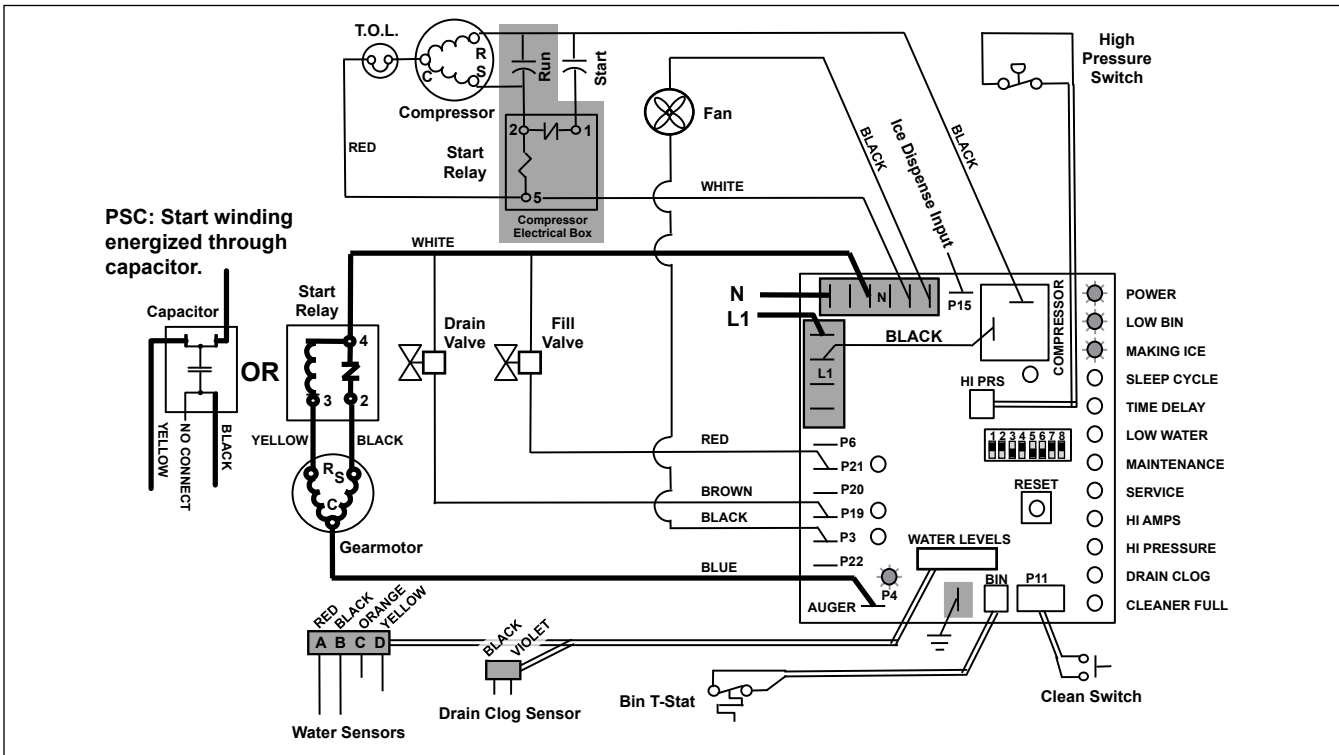 T.O.L.
R
S
C
Compressor
Run
Start
2
1
Start
Relay
5
Compressor
Electrical Box
RED
Fan
WHITE
BLACK
Ice Dispense Input
BLACK
High
Pressure
Switch
PSC: Start winding
energized through
capacitor.
WHITE
Capacitor
OR
YELLOW
NO CONNECT
BLACK
Start
Relay
4
3
2
YELLOW
BLACK
R
S
C
Gearmotor
Drain
Valve
Fill
Valve
N
L1
N
P15
COMPRESSOR
BLACK
L1
HI PRS
RED
P6
P21
P20
BROWN
P19
BLACK
P3
P22
BLUE
P4
AUGER
1 2 3 4 5 6 7 8
RESET
WATER LEVELS
BIN
P11
POWER
LOW BIN
MAKING ICE
SLEEP CYCLE
TIME DELAY
LOW WATER
MAINTENANCE
SERVICE
HI AMPS
HI PRESSURE
DRAIN CLOG
CLEANER FULL
RED
BLACK
ORANGE
YELLOW
A B C D
Water Sensors
BLACK
VIOLET
Drain Clog Sensor
Bin T-Stat
Clean Switch